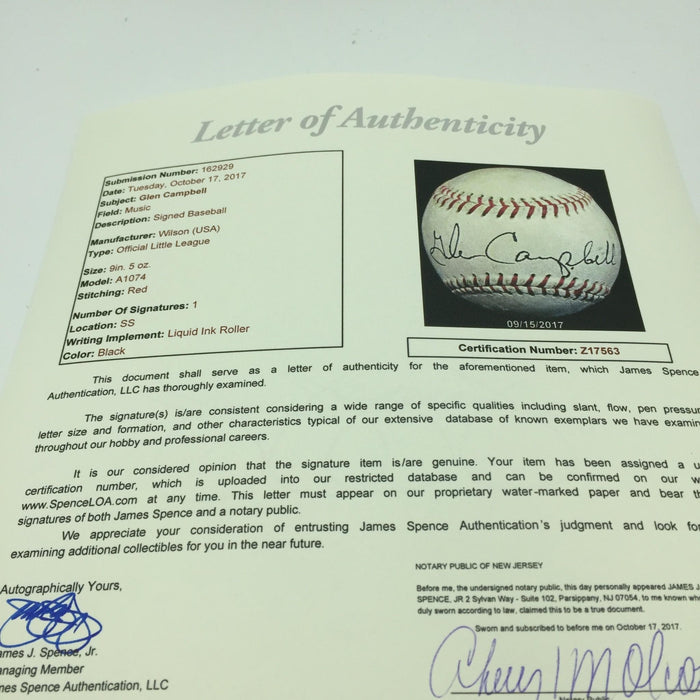 Letter of Authenticity
Submission Number: 162929
Date: Tuesday, October 17, 2017
Subject: Glen Campbell
Field: Music
Description: Signed Baseball
Manufacturer: Wilson (USA)
Type: Official Little League
Size: 9in. 5 oz.
Model: A1074
Stitching: Red
Number Of Signatures: 1
Location: SS
Writing Implement: Liquid Ink Roller
Color: Black
Glen Campbell
09/15/2017
Certification Number: Z17563
This document shall serve as a letter of authenticity for the aforementioned item, which James Spence
Authentication, LLC has thoroughly examined.
The signature(s) is/are consistent considering a wide range of specific qualities including slant, flow, pen pressu
letter size and formation, and other characteristics typical of our extensive database of known exemplars we have examin
throughout our hobby and professional careers.
It is our considered opinion that the signature item is/are genuine. Your item has been assigned a u
certification number, which is uploaded into our restricted database and can be confirmed on our w
www.SpenceLOA.com at any time. This letter must appear on our proprietary water-marked paper and bear th
signatures of both James Spence and a notary public.
We appreciate your consideration of entrusting James Spence Authentication's judgment and look for
examining additional collectibles for you in the near future.
NOTARY PUBLIC OF NEW JERSEY
Before me, the undersigned notary public, this day personally appeared JAMES J.
SPENCE, JR 2 Sylvan Way - Suite 102, Parsippany, NJ 07054, to me known who
duly sworn according to law, claimed this to be a true document.
Sworn and subscribed to before me on October 17, 2017.
Autographically Yours,
ames J. Spence, Jr.
anaging Member
mes Spence Authentication, LLC
Notary Public